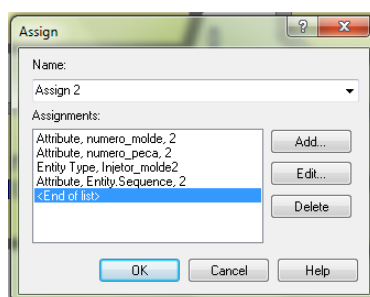 Assign
Name:
Assign 2
Assignments:
Attribute, numero_molde, 2
Attribute, numero_peca, 2
Entity Type, Injetor_molde2
Attribute, Entity.Sequence, 2
<End of list>
Add...
Edit...
Delete
OK
Cancel
Help